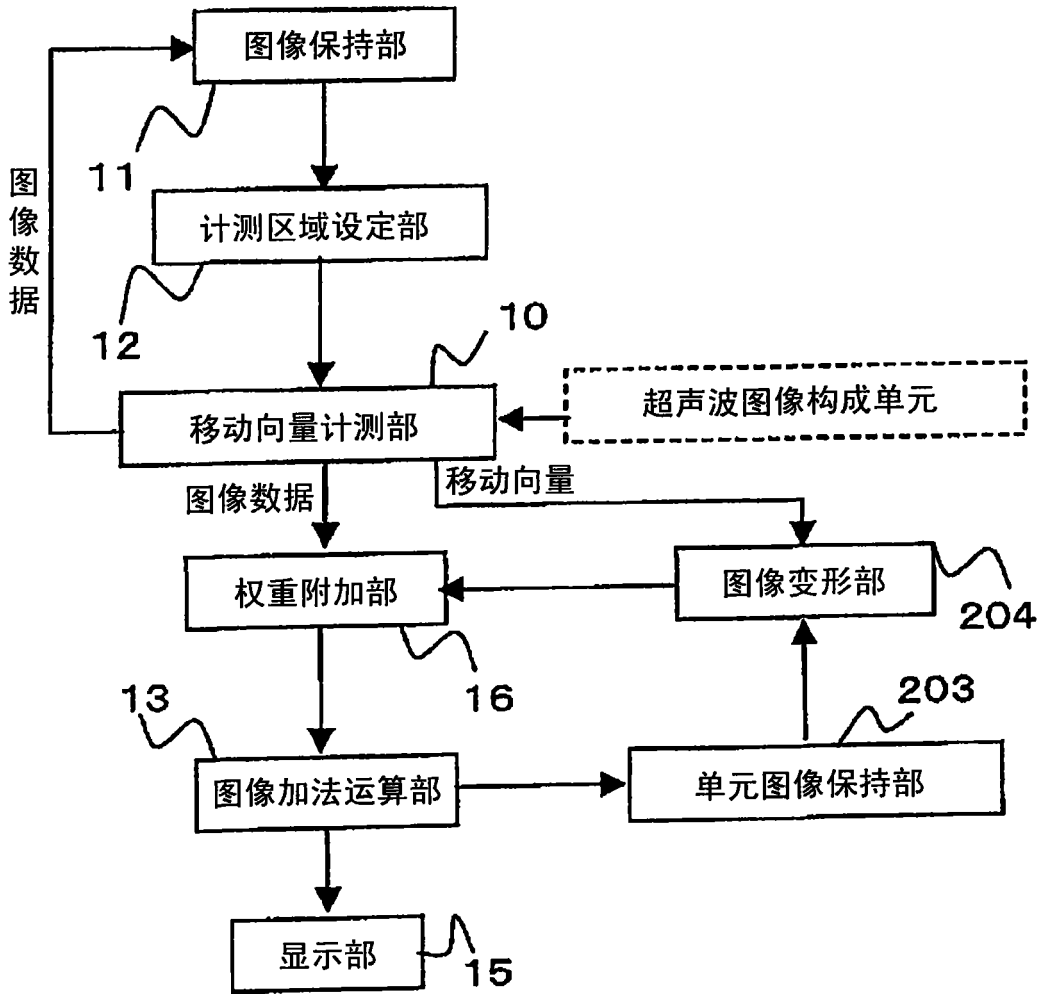 图像保持部
11
图像数据
计测区域设定部
12
10
移动向量计测部
超声波图像构成单元
图像数据
移动向量
权重附加部
图像变形部
204
16
13
203
图像加法运算部
单元图像保持部
显示部
15